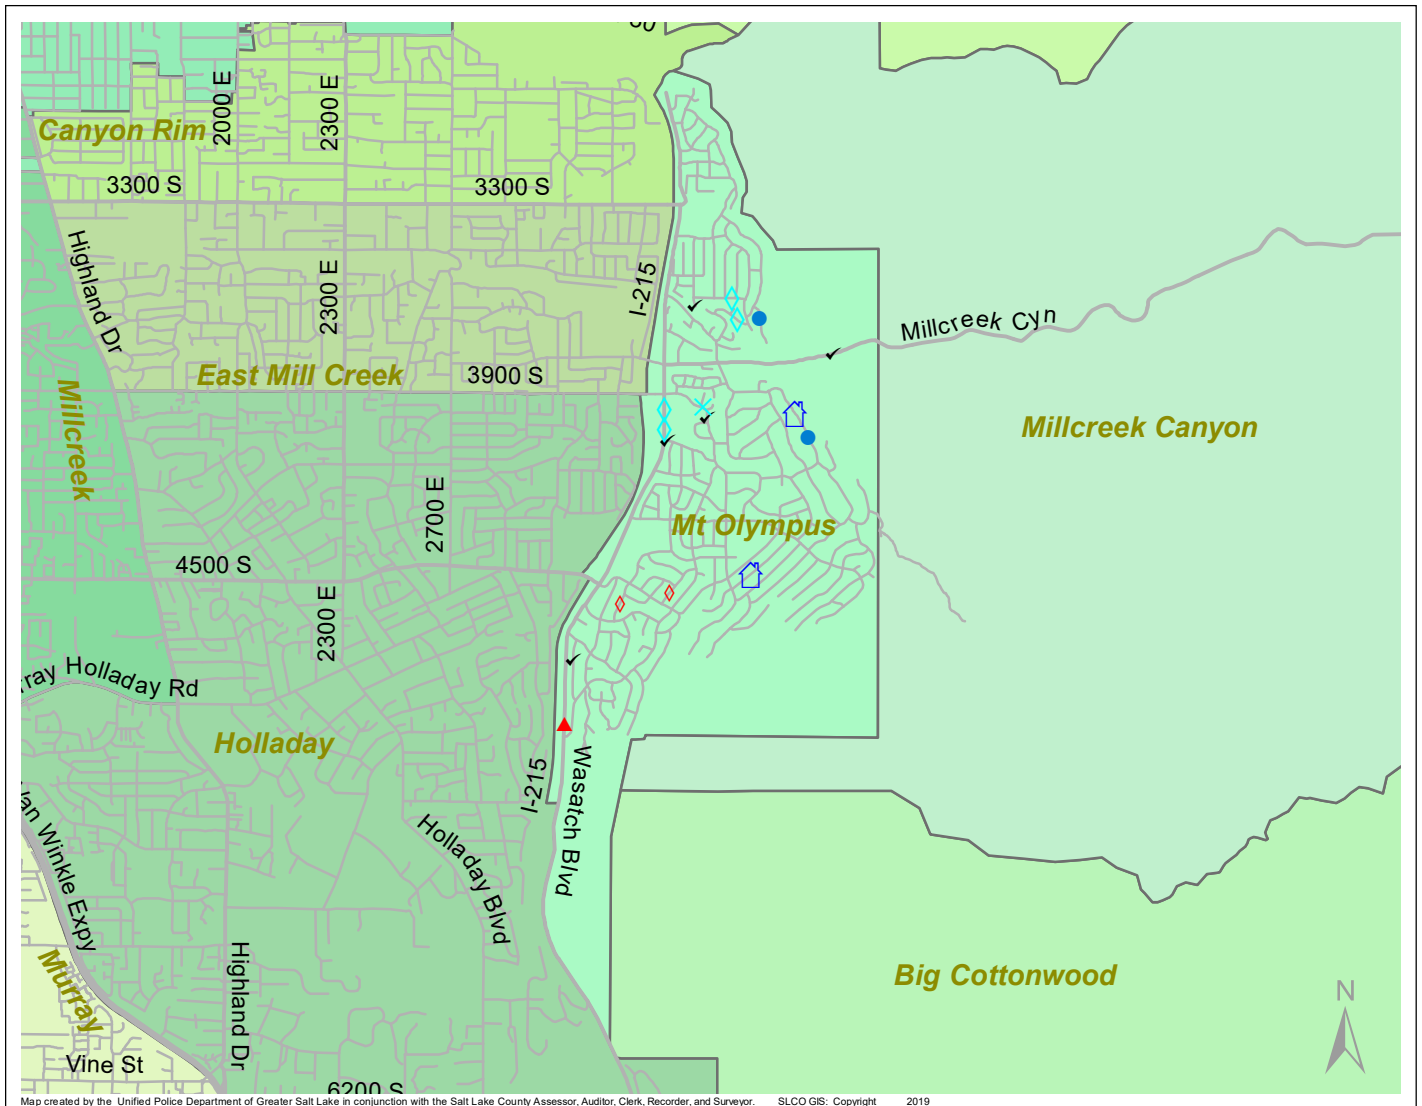 2000 E
2300 E
Canyon Rim
3300 S
3300 S
Highland Dr
2300 E
I-215
Millcreek Cyn
East Mill Creek
3900 S
Millcreek
Millcreek Canyon
2700 E
Mt Olympus
4500 S
2300 E
ray Holladay Rd
Holladay
I-215
Wasatch Blvd
Van Winkle Expy
Holladay Blvd
Murray
Highland Dr
Big Cottonwood
N
Vine St
6200 S
Map created by the Unified Police Department of Greater Salt Lake in conjunction with the Salt Lake County Assessor, Auditor, Clerk, Recorder, and Surveyor. SLCO GIS: Copyright 2019